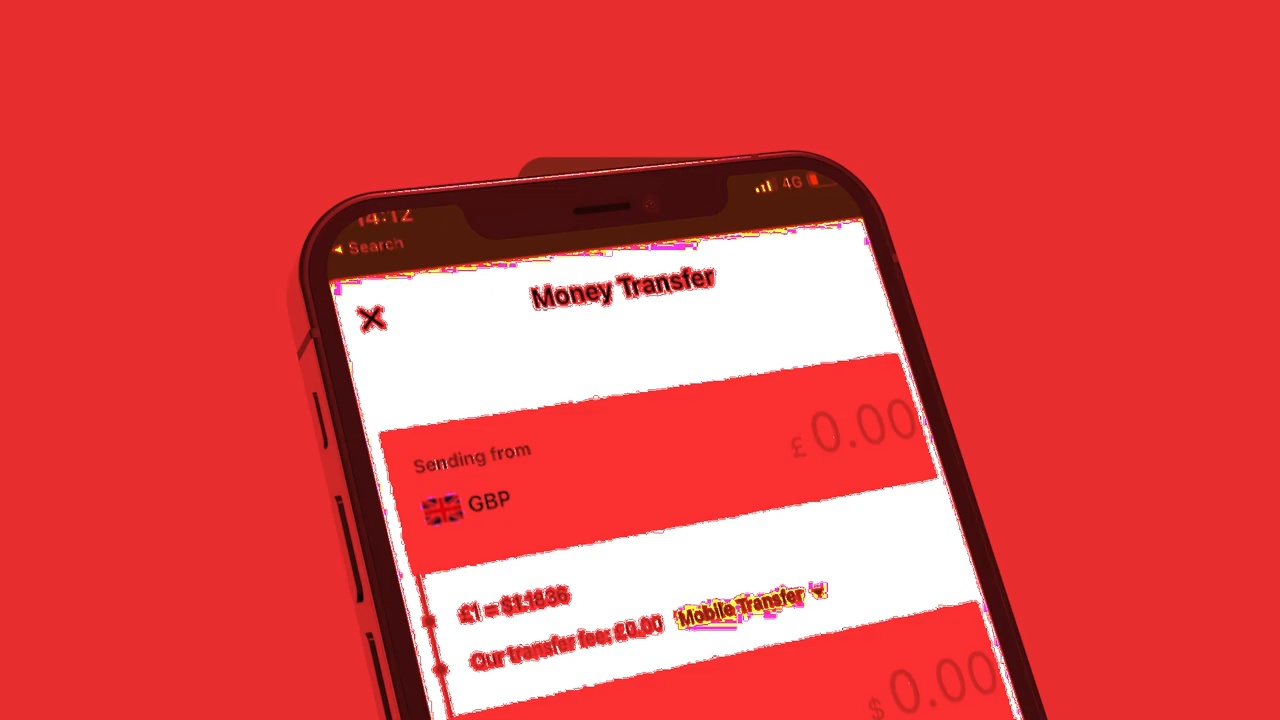 14:12
4G
Search
Money Transfer
Sending from
£ 0.00
GBP
£1 = $1.1836
Our transfer fee: £0.00 Mobile Transfer
$ 0.00